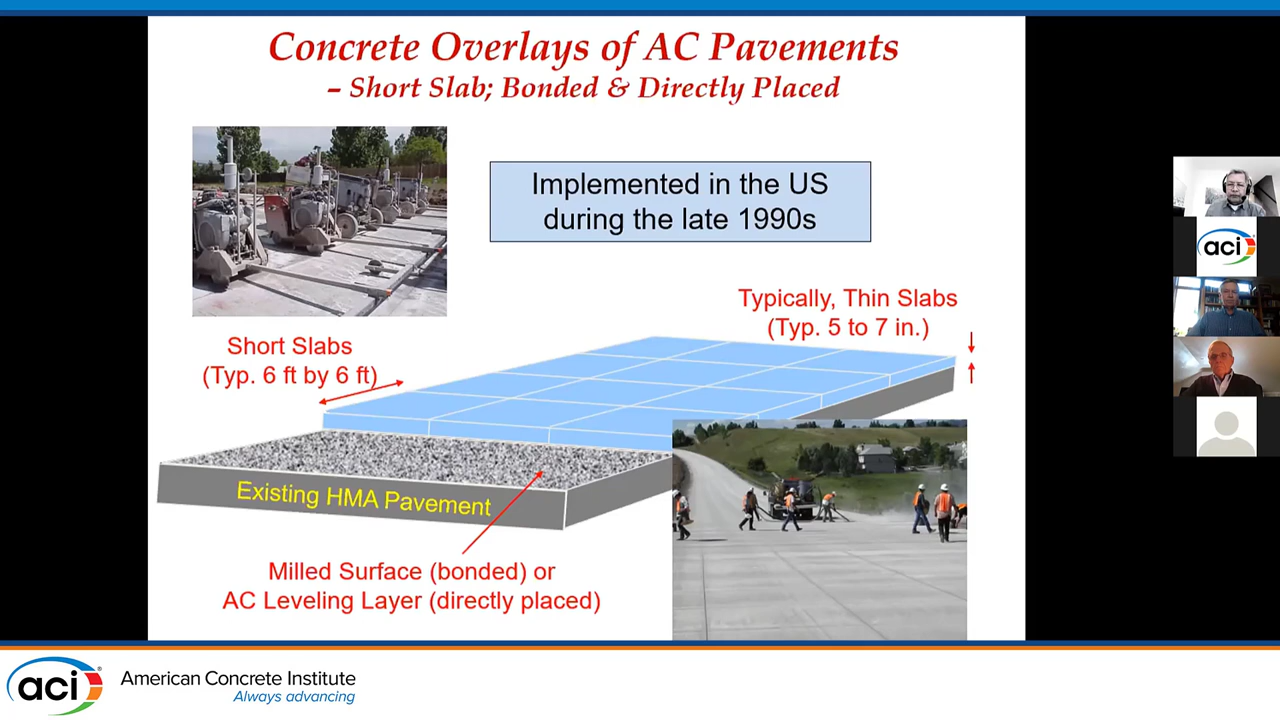 Concrete Overlays of AC Pavements
– Short Slab; Bonded & Directly Placed
Implemented in the US
during the late 1990s
Typically, Thin Slabs
(Typ. 5 to 7 in.)
Short Slabs
(Typ. 6 ft by 6 ft)
Existing HMA Pavement
Milled Surface (bonded) or
AC Leveling Layer (directly placed)
aci
aci
®
American Concrete Institute
Always advancing